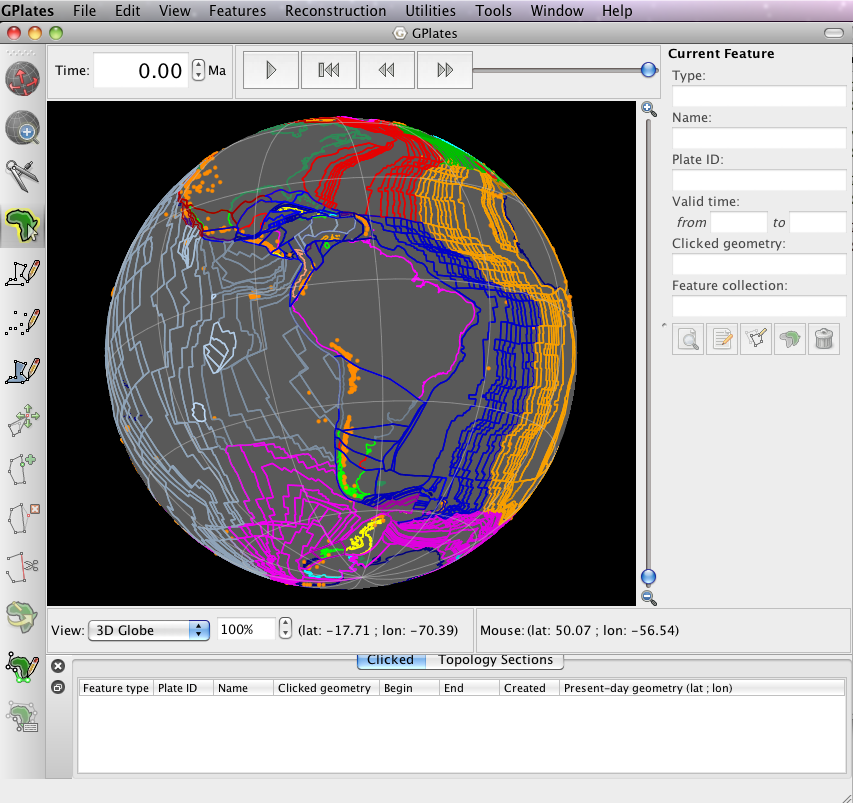 GPlates File Edit View Features Reconstruction Utilities Tools Window Help
GPlates
Time: 0.00 Ma
Current Feature
Type:
Name:
Plate ID:
Valid time:
from to
Clicked geometry:
Feature collection:
View: 3D Globe 100% (lat: -17.71 ; lon: -70.39) Mouse: (lat: 50.07 ; lon: -56.54)
Clicked Topology Sections
Feature type Plate ID Name Clicked geometry Begin End Created Present-day geometry (lat ; lon)